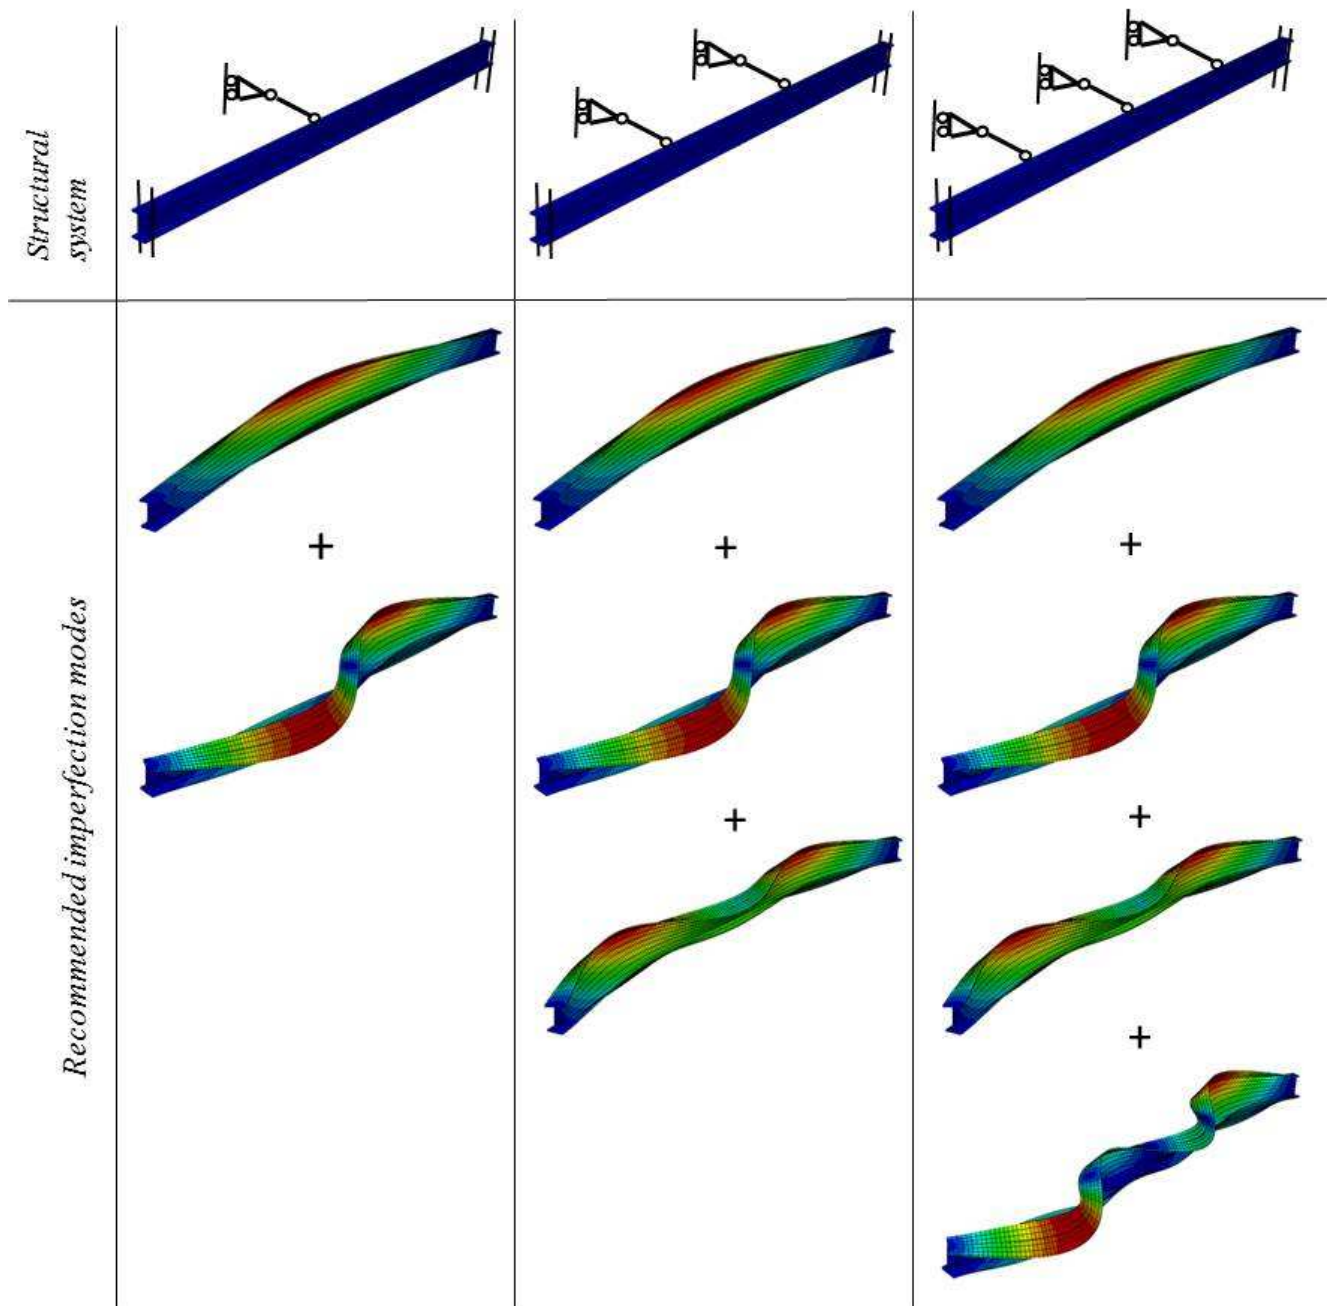 Structural
system
Recommended imperfection modes
+
+
+
+
+
+